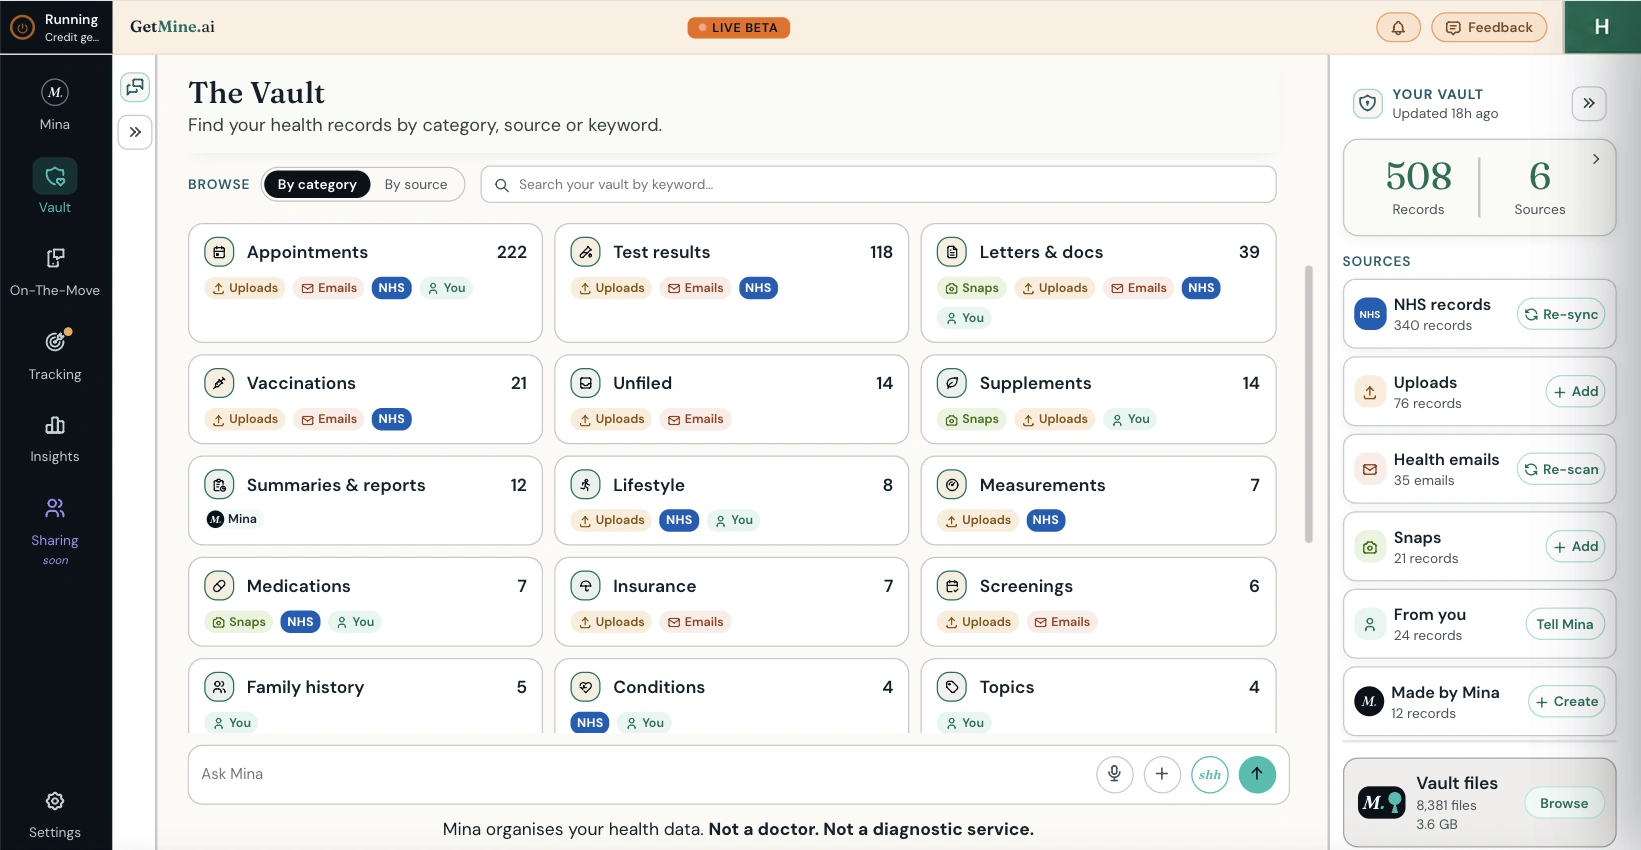 Running
Credit ge...
GetMine.ai
LIVE BETA
Feedback
H
M.
Mina
Vault
On-The-Move
Tracking
Insights
Sharing
soon
Settings
The Vault
Find your health records by category, source or keyword.
BROWSE By category By source Search your vault by keyword...
Appointments 222
Uploads Emails NHS You
Test results 118
Uploads Emails NHS
Letters & docs 39
Snaps Uploads Emails NHS
You
Vaccinations 21
Uploads Emails NHS
Unfiled 14
Uploads Emails
Supplements 14
Snaps Uploads You
Summaries & reports 12
M. Mina
Lifestyle 8
Uploads NHS You
Measurements 7
Uploads NHS
Medications 7
Snaps NHS You
Insurance 7
Uploads Emails
Screenings 6
Uploads Emails
Family history 5
You
Conditions 4
NHS You
Topics 4
You
Ask Mina
shh
Mina organises your health data. Not a doctor. Not a diagnostic service.
YOUR VAULT
Updated 18h ago
508 6
Records Sources
SOURCES
NHS
NHS records
340 records
Re-sync
Uploads
76 records
+ Add
Health emails
35 emails
Re-scan
Snaps
21 records
+ Add
From you
24 records
Tell Mina
M.
Made by Mina
12 records
+ Create
M.
Vault files
8,381 files
3.6 GB
Browse